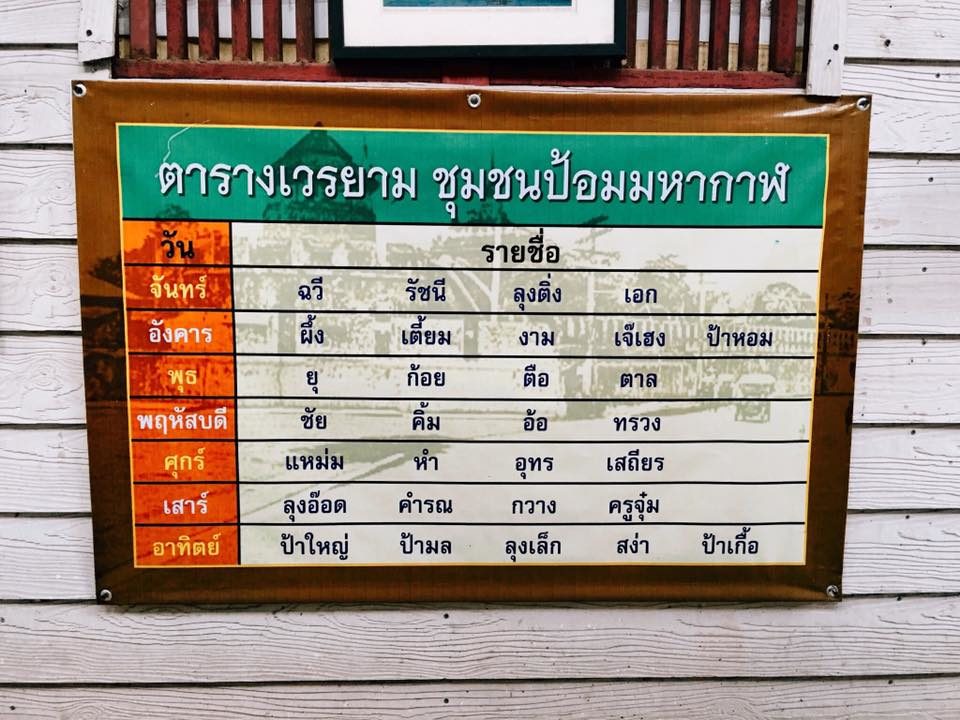 ตารางเวรยาม ชุมชนป้อมมหากาฬ
วัน รายชื่อ
จันทร์ ฉวี รัชนี ลุงติ่ง เอก
อังคาร ผึ้ง เตี้ยม งาม เจ๊เฮง ป้าหอม
พุธ ยุ ก้อย ตือ ตาล
พฤหัสบดี ชัย คิ้ม อ้อ ทรวง
ศุกร์ แหม่ม หำ อุทร เสถียร
เสาร์ ลุงอ๊อด คำรณ กวาง ครูจุ๋ม
อาทิตย์ ป้าใหญ่ ป้ามล ลุงเล็ก สง่า ป้าเกื้อ